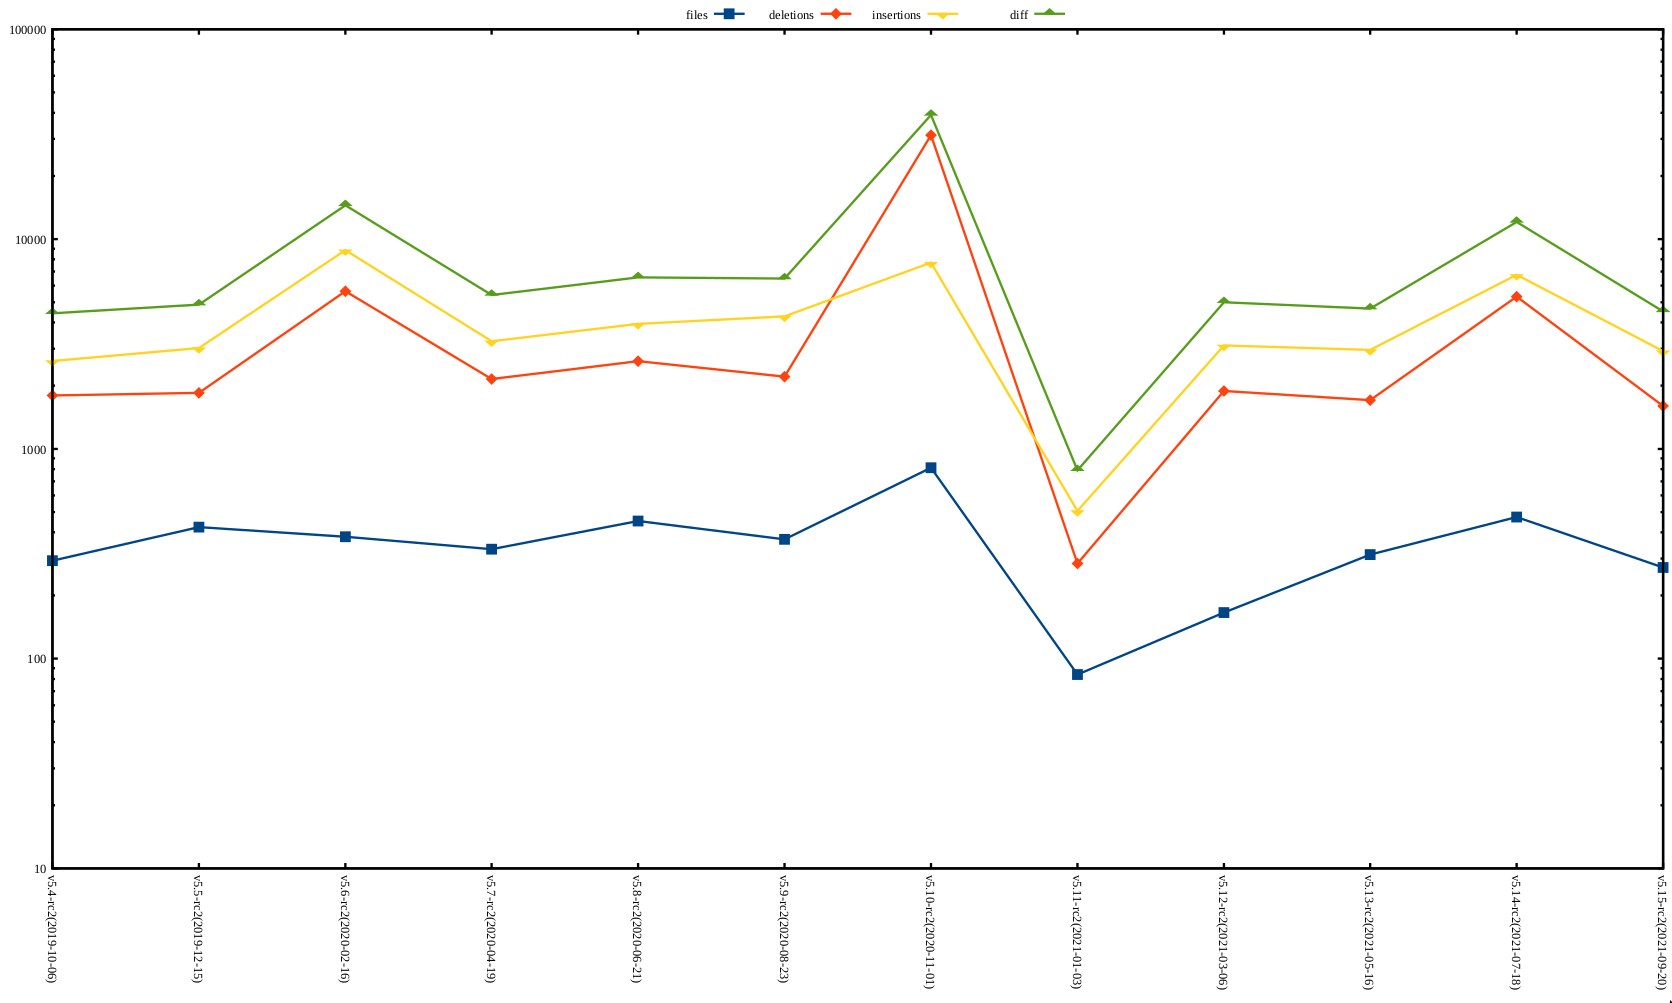 files deletions insertions diff
100000
10000
1000
100
10
v5.4-rc2(2019-10-06)
v5.5-rc2(2019-12-15)
v5.6-rc2(2020-02-16)
v5.7-rc2(2020-04-19)
v5.8-rc2(2020-06-21)
v5.9-rc2(2020-08-23)
v5.10-rc2(2020-11-01)
v5.11-rc2(2021-01-03)
v5.12-rc2(2021-03-06)
v5.13-rc2(2021-05-16)
v5.14-rc2(2021-07-18)
v5.15-rc2(2021-09-20)